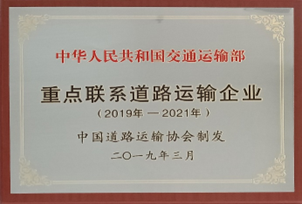 中华人民共和国交通运输部
重点联系道路运输企业
（2019年—2021年）
中国道路运输协会制发
二〇一九年三月